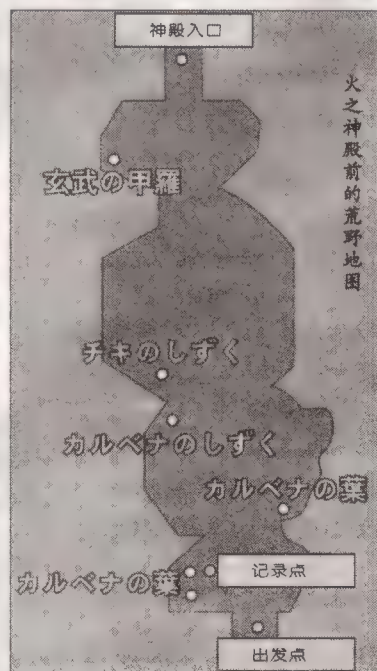 神殿入口
火之神殿前的荒野地图
玄武の甲羅
チキのしずく
カルベナのしずく
カルベナの葉
カルベナの葉
记录点
出发点